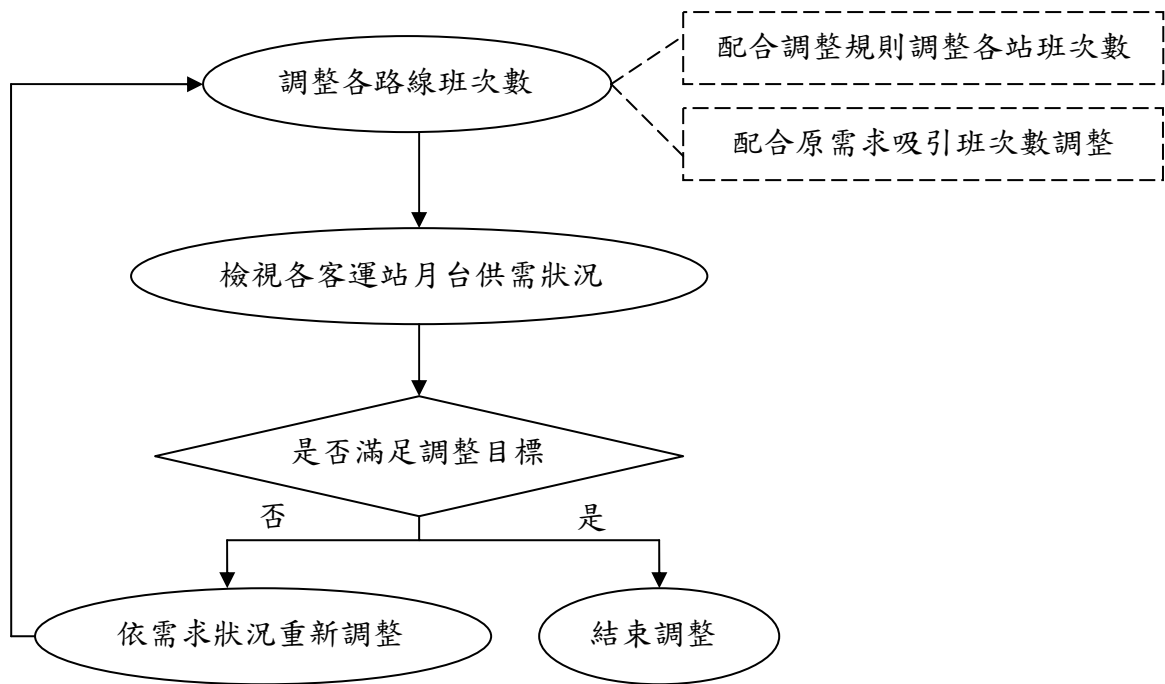 調整各路線班次數
配合調整規則調整各站班次數
配合原需求吸引班次數調整
檢視各客運站月台供需狀況
是否滿足調整目標
否
是
依需求狀況重新調整
結束調整